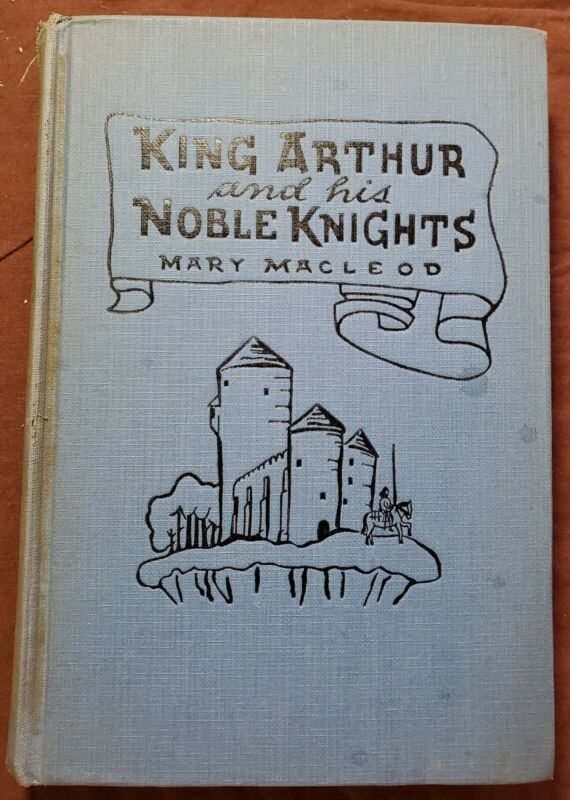 KING ARTHUR
and his
NOBLE KNIGHTS
MARY MACLEOD